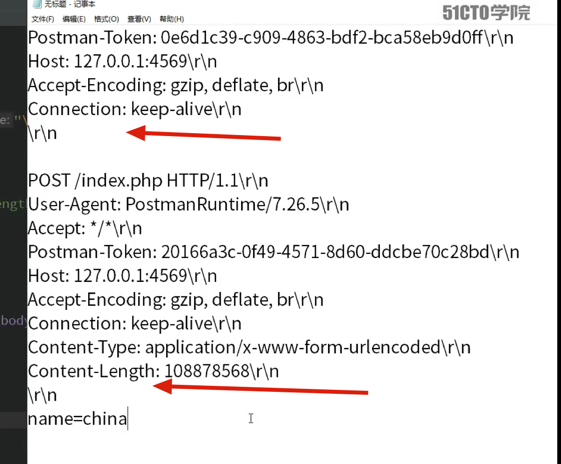 无标题 - 记事本
51CTO学院
文件(F) 编辑(E) 格式(O) 查看(V) 帮助(H)
Postman-Token: 0e6d1c39-c909-4863-bdf2-bca58eb9d0ff\r\n
Host: 127.0.0.1:4569\r\n
Accept-Encoding: gzip, deflate, br\r\n
Connection: keep-alive\r\n
\r\n
POST /index.php HTTP/1.1\r\n
User-Agent: PostmanRuntime/7.26.5\r\n
Accept: */*\r\n
Postman-Token: 20166a3c-0f49-4571-8d60-ddcbe70c28bd\r\n
Host: 127.0.0.1:4569\r\n
Accept-Encoding: gzip, deflate, br\r\n
Connection: keep-alive\r\n
Content-Type: application/x-www-form-urlencoded\r\n
Content-Length: 108878568\r\n
\r\n
name=china
body